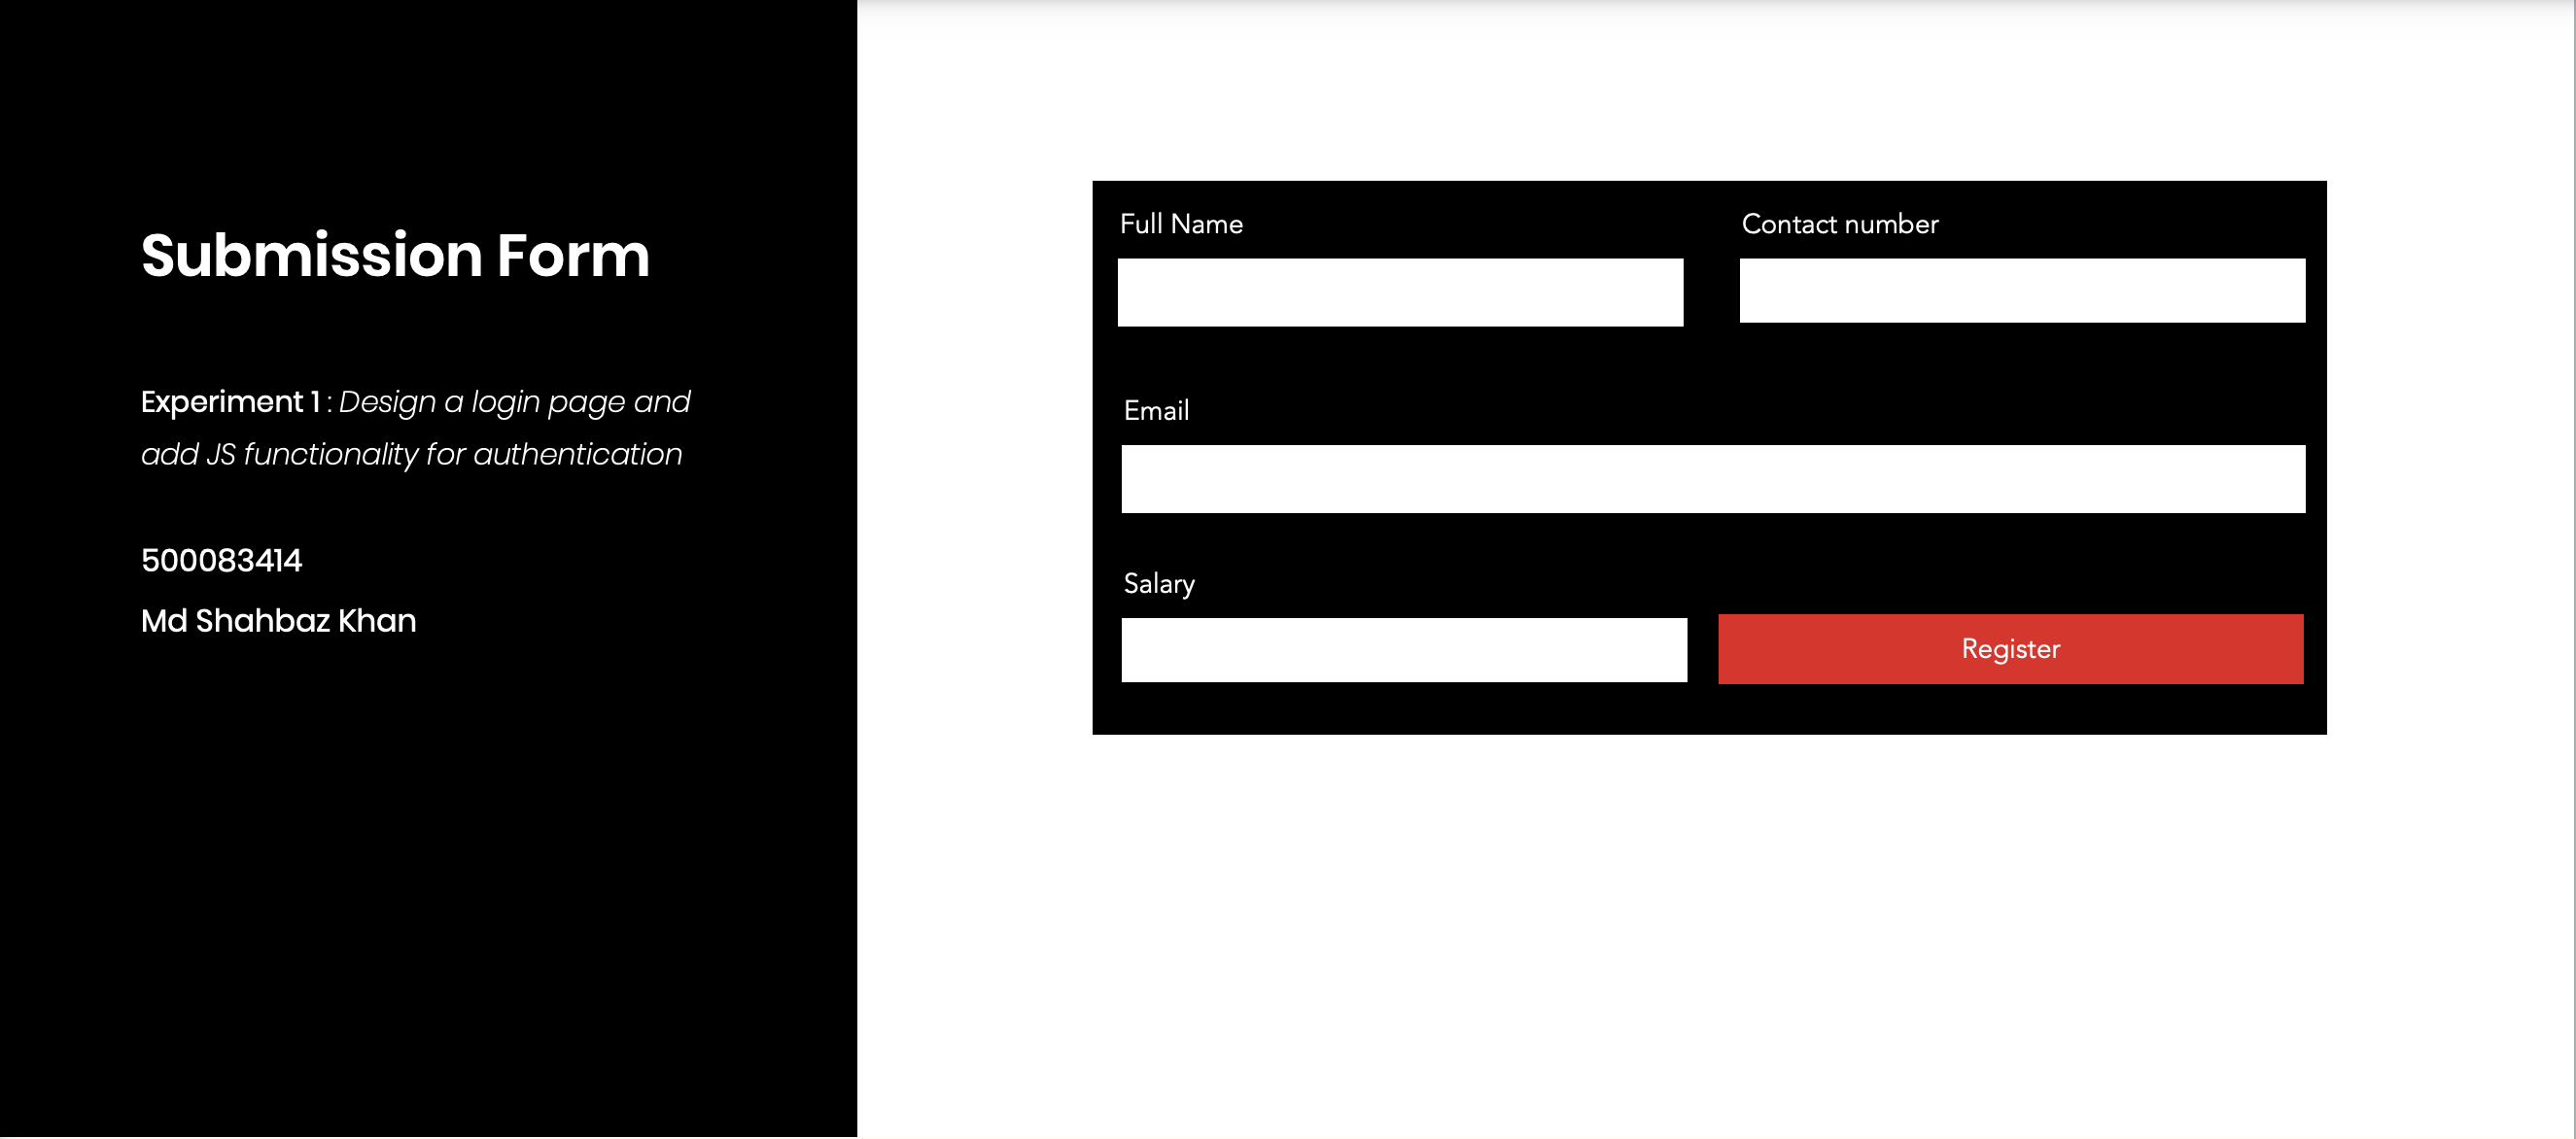 Submission Form
Experiment 1 : Design a login page and
add JS functionality for authentication
500083414
Md Shahbaz Khan
Full Name
Contact number
Email
Salary
Register